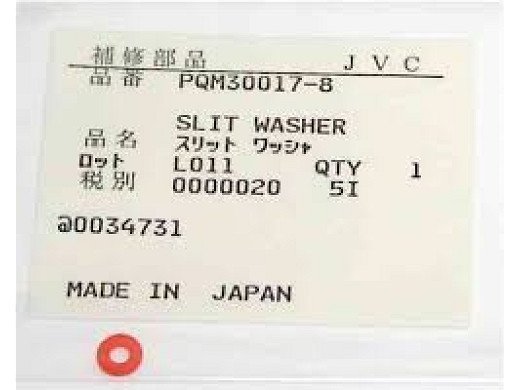 補修部品 JVC
品番 PQM30017-8
SLIT WASHER
品名 スリット ワッシャ
ロット L011 QTY 1
税別 0000020 5I
a0034731
MADE IN JAPAN